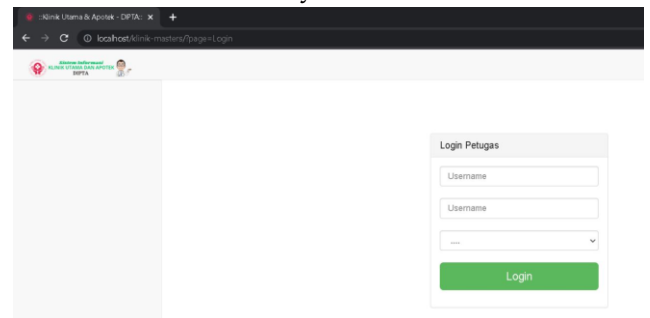 ::Klinik Utama & Apotek - DIPTA::
localhost/klinik-masters/?page=Login
Sistem Informasi
KLINIK UTAMA DAN APOTEK
DIPTA
Login Petugas
Username
Username
Login